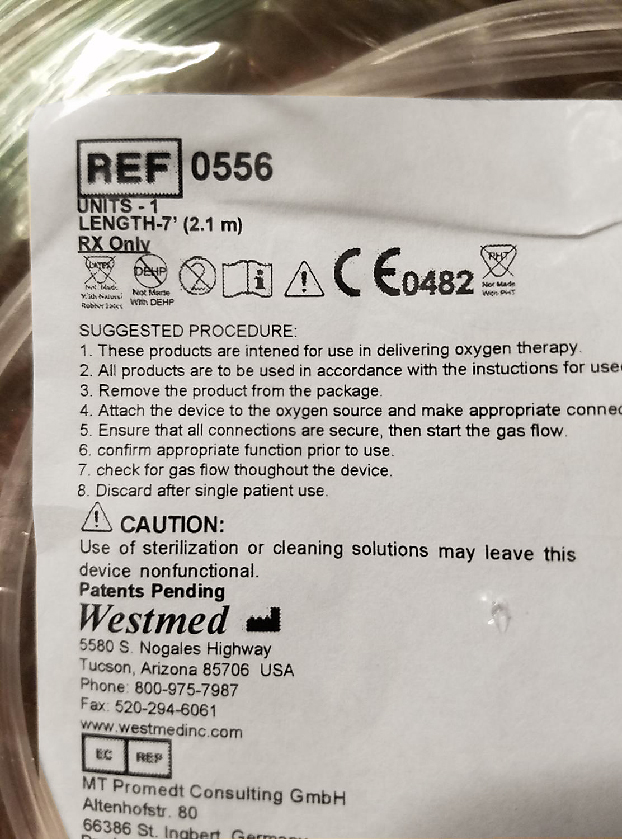 REF 0556
UNITS - 1
LENGTH-7' (2.1 m)
RX Only
LATEX DEHP 2 i ! CE0482 PHT
Not Made With Natural Rubber Latex
Not Made With DEHP
Not Made With PHT
SUGGESTED PROCEDURE:
1. These products are intened for use in delivering oxygen therapy.
2. All products are to be used in accordance with the instuctions for use
3. Remove the product from the package.
4. Attach the device to the oxygen source and make appropriate connec
5. Ensure that all connections are secure, then start the gas flow.
6. confirm appropriate function prior to use.
7. check for gas flow thoughout the device.
8. Discard after single patient use.
! CAUTION:
Use of sterilization or cleaning solutions may leave this
device nonfunctional.
Patents Pending
Westmed
5580 S. Nogales Highway
Tucson, Arizona 85706 USA
Phone: 800-975-7987
Fax: 520-294-6061
www.westmedinc.com
EC REP
MT Promedt Consulting GmbH
Altenhofstr. 80
66386 St. Ingbert, Germany